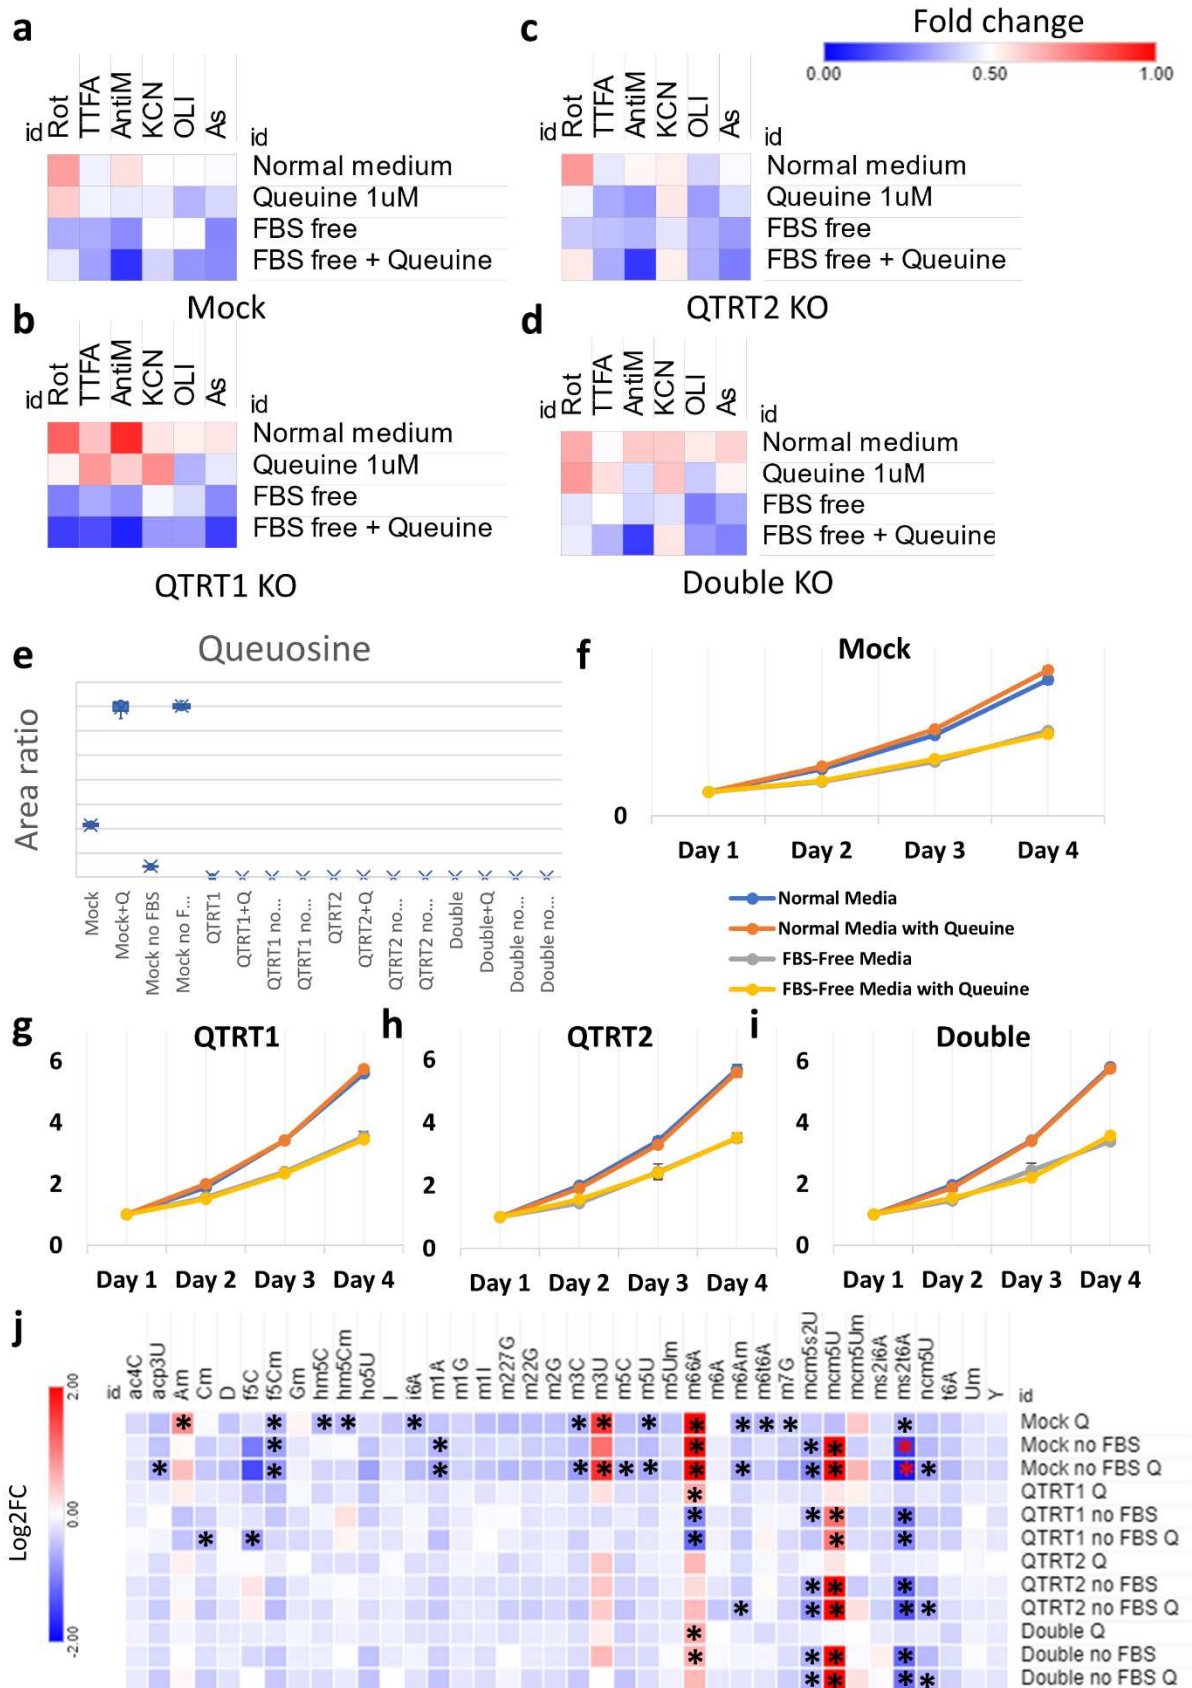 a
c
Fold change
0.00 0.50 1.00
id Rot TTFA AntiM KCN OLI As id
Normal medium
Queuine 1uM
FBS free
FBS free + Queuine
Mock
id Rot TTFA AntiM KCN OLI As id
Normal medium
Queuine 1uM
FBS free
FBS free + Queuine
QTRT2 KO
b
d
id Rot TTFA AntiM KCN OLI As id
Normal medium
Queuine 1uM
FBS free
FBS free + Queuine
QTRT1 KO
id Rot TTFA AntiM KCN OLI As id
Normal medium
Queuine 1uM
FBS free
FBS free + Queuine
Double KO
e
Queuosine
Area ratio
Mock
Mock+Q
Mock no FBS
Mock no F...
QTRT1
QTRT1+Q
QTRT1 no...
QTRT1 no...
QTRT2
QTRT2+Q
QTRT2 no...
QTRT2 no...
Double
Double+Q
Double no...
Double no...
f
Mock
0
Day 1 Day 2 Day 3 Day 4
Normal Media
Normal Media with Queuine
FBS-Free Media
FBS-Free Media with Queuine
g
QTRT1
6
4
2
0
Day 1 Day 2 Day 3 Day 4
h
QTRT2
6
4
2
0
Day 1 Day 2 Day 3 Day 4
i
Double
6
4
2
0
Day 1 Day 2 Day 3 Day 4
j
Log2FC
2.00
0.00
-2.00
id ac4C acp3U Am Cm D f5C f5Cm Gm hm5C hm5Cm ho5U I i6A m1A m1G m1I m227G m22G m2G m3C m3U m5C m5U m5Um m66A m6A m6Am m6t6A m7G mcm5s2U mcm5U mcm5Um ms2i6A ms2t6A ncm5U t6A Um Y id
Mock Q
Mock no FBS
Mock no FBS Q
QTRT1 Q
QTRT1 no FBS
QTRT1 no FBS Q
QTRT2 Q
QTRT2 no FBS
QTRT2 no FBS Q
Double Q
Double no FBS
Double no FBS Q